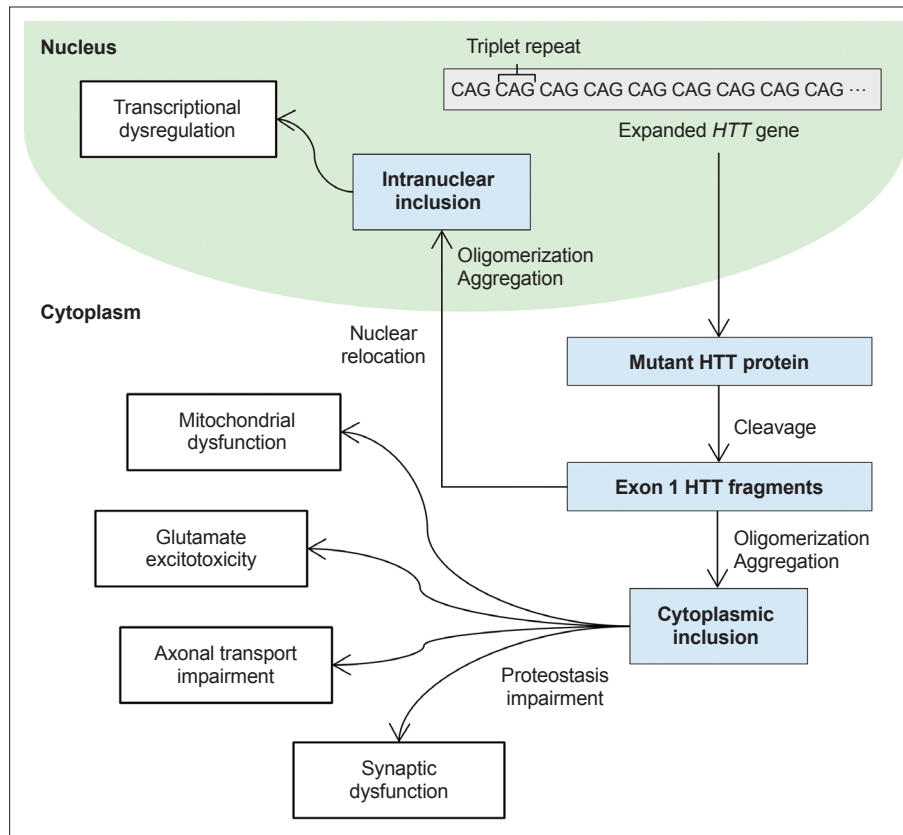 Nucleus
Triplet repeat
CAG CAG CAG CAG CAG CAG CAG CAG CAG ···
Expanded HTT gene
Transcriptional
dysregulation
Intranuclear
inclusion
Oligomerization
Aggregation
Cytoplasm
Nuclear
relocation
Mutant HTT protein
Cleavage
Exon 1 HTT fragments
Oligomerization
Aggregation
Cytoplasmic
inclusion
Mitochondrial
dysfunction
Glutamate
excitotoxicity
Axonal transport
impairment
Proteostasis
impairment
Synaptic
dysfunction